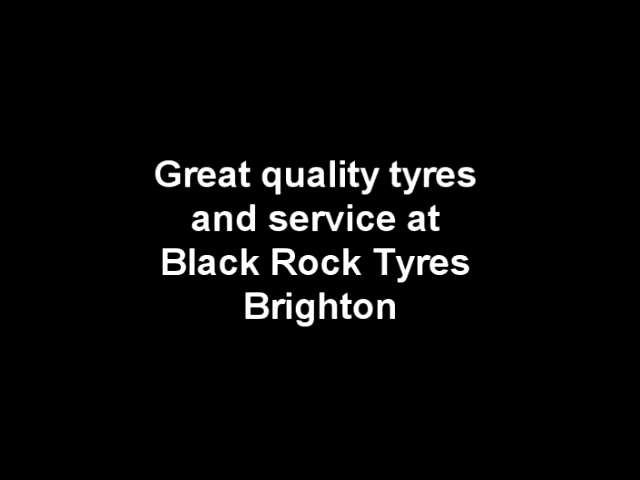 Great quality tyres
and service at
Black Rock Tyres
Brighton